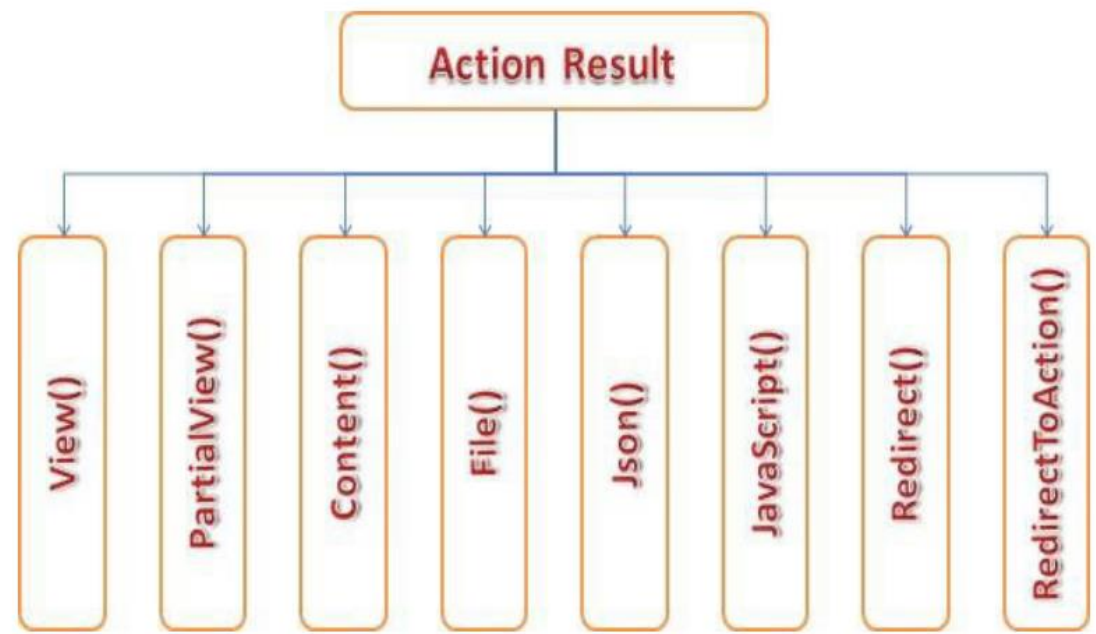 Action Result
View()
PartialView()
Content()
File()
Json()
JavaScript()
Redirect()
RedirectToAction()